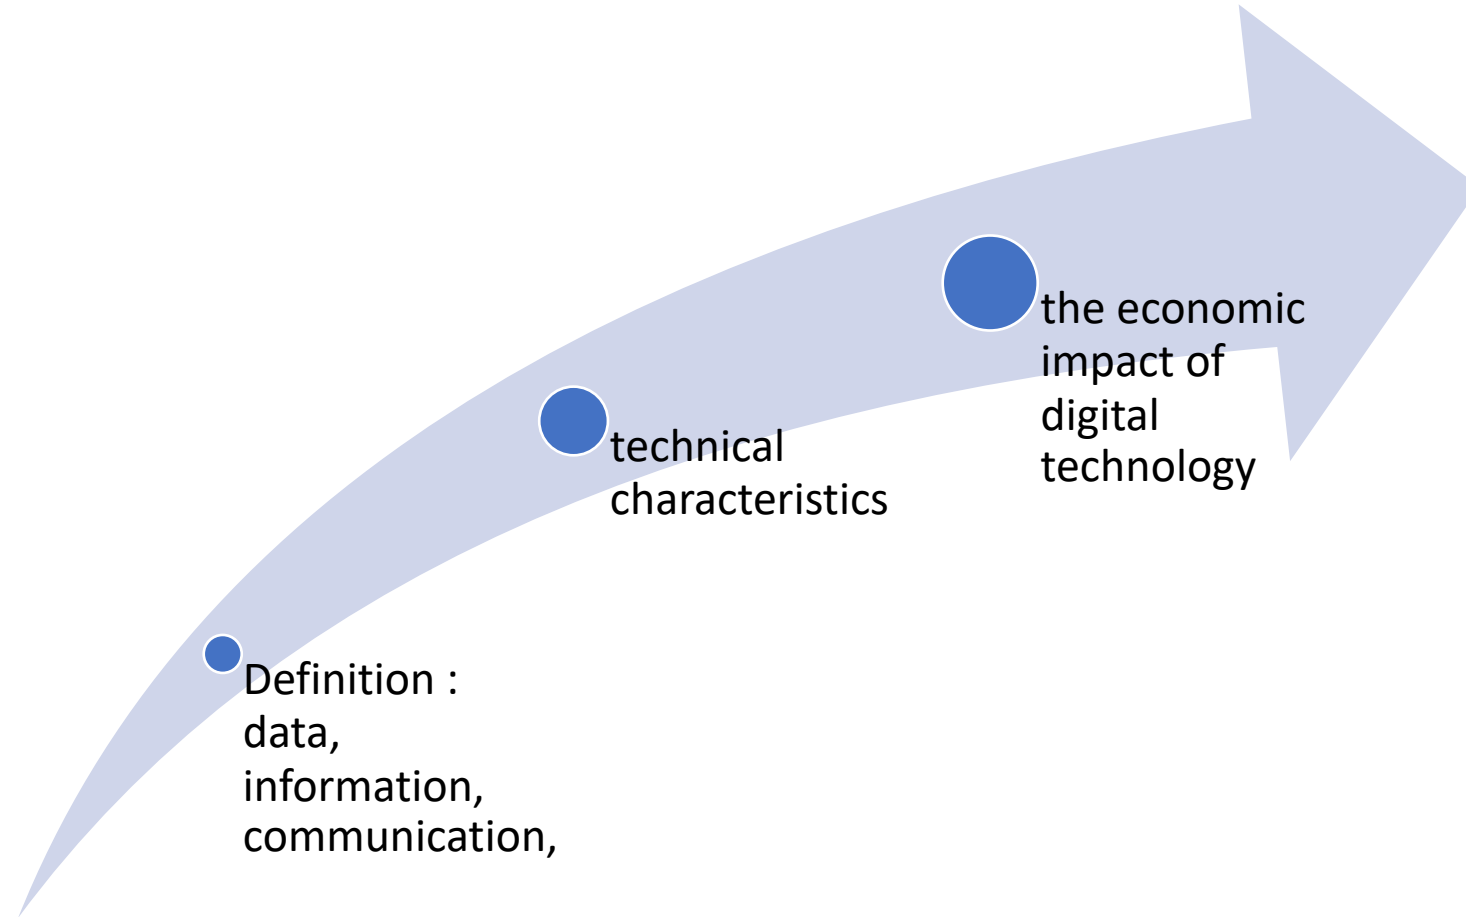 Definition :
data,
information,
communication,
technical
characteristics
the economic
impact of
digital
technology